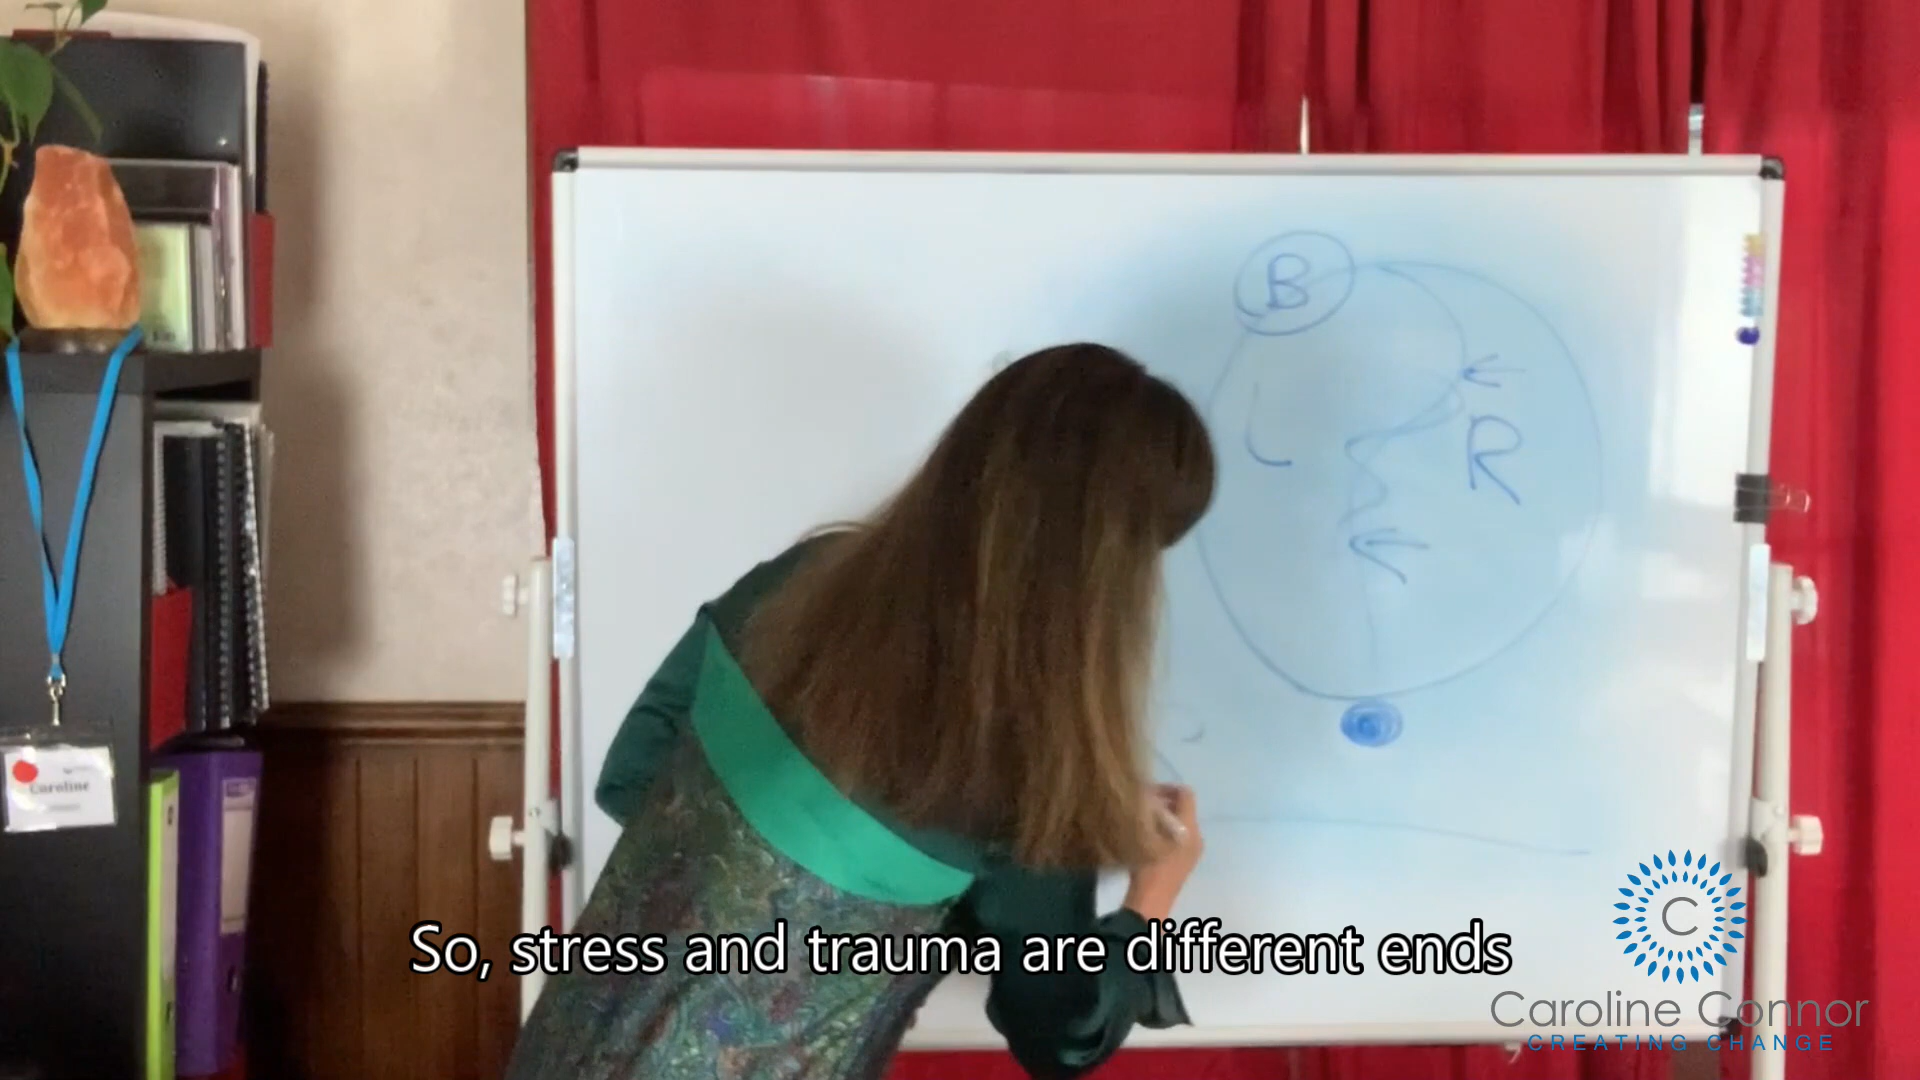 B
L
R
Caroline
So, stress and trauma are different ends
C
Caroline Connor
CREATING CHANGE